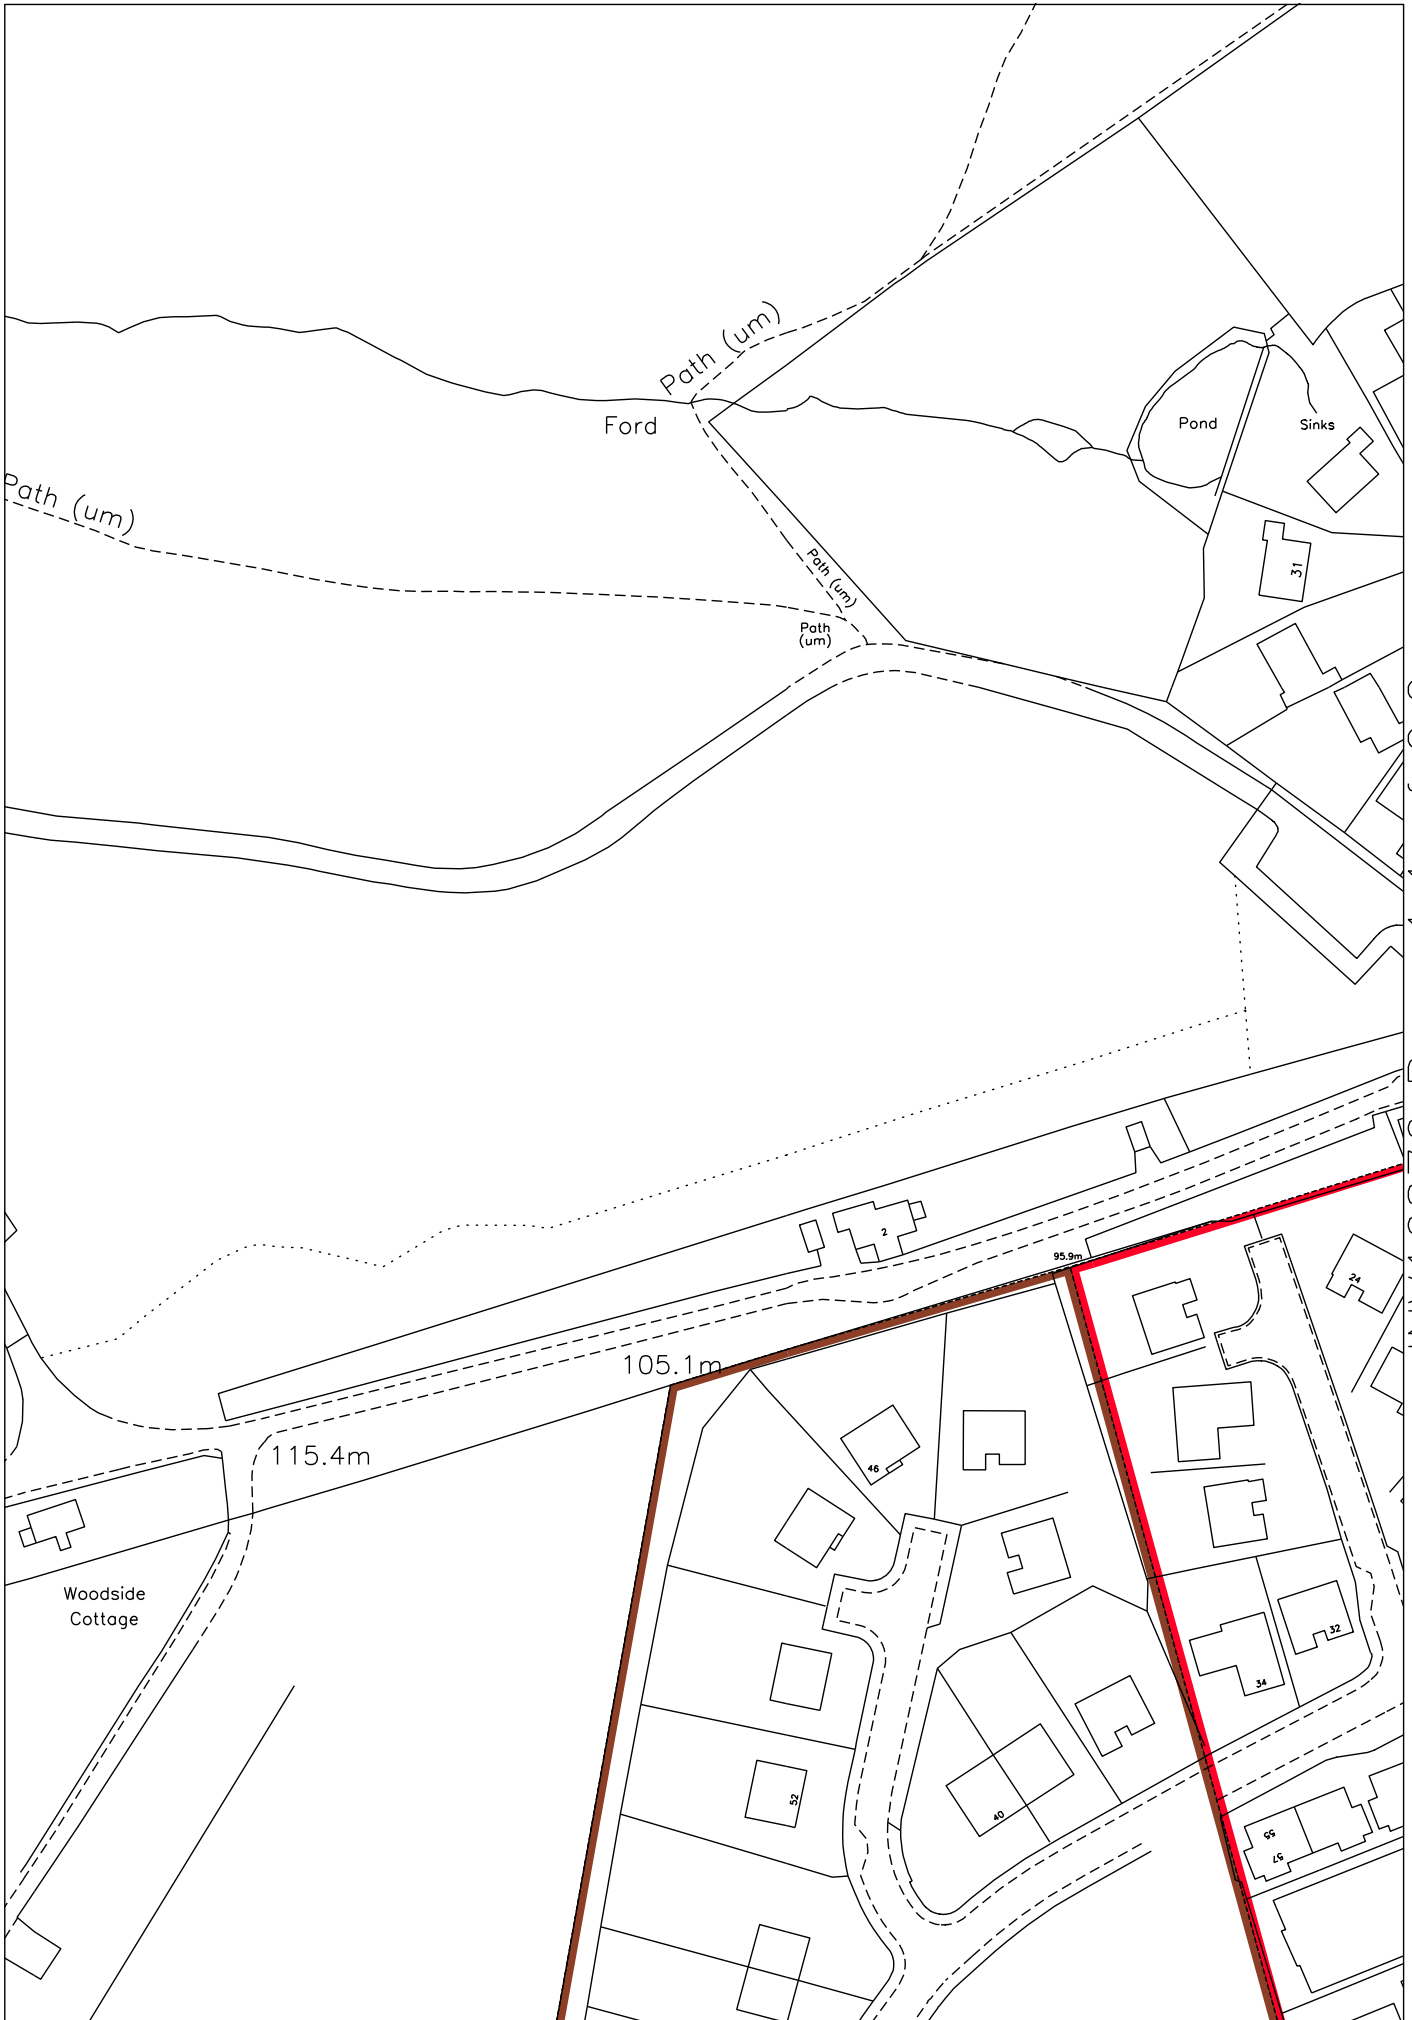 Path (um)
Ford
Pond
Sinks
Path (um)
Path (um)
31
Path
(um)
2
95.9m
24
105.1m
115.4m
46
Woodside
Cottage
32
34
52
40
55
57